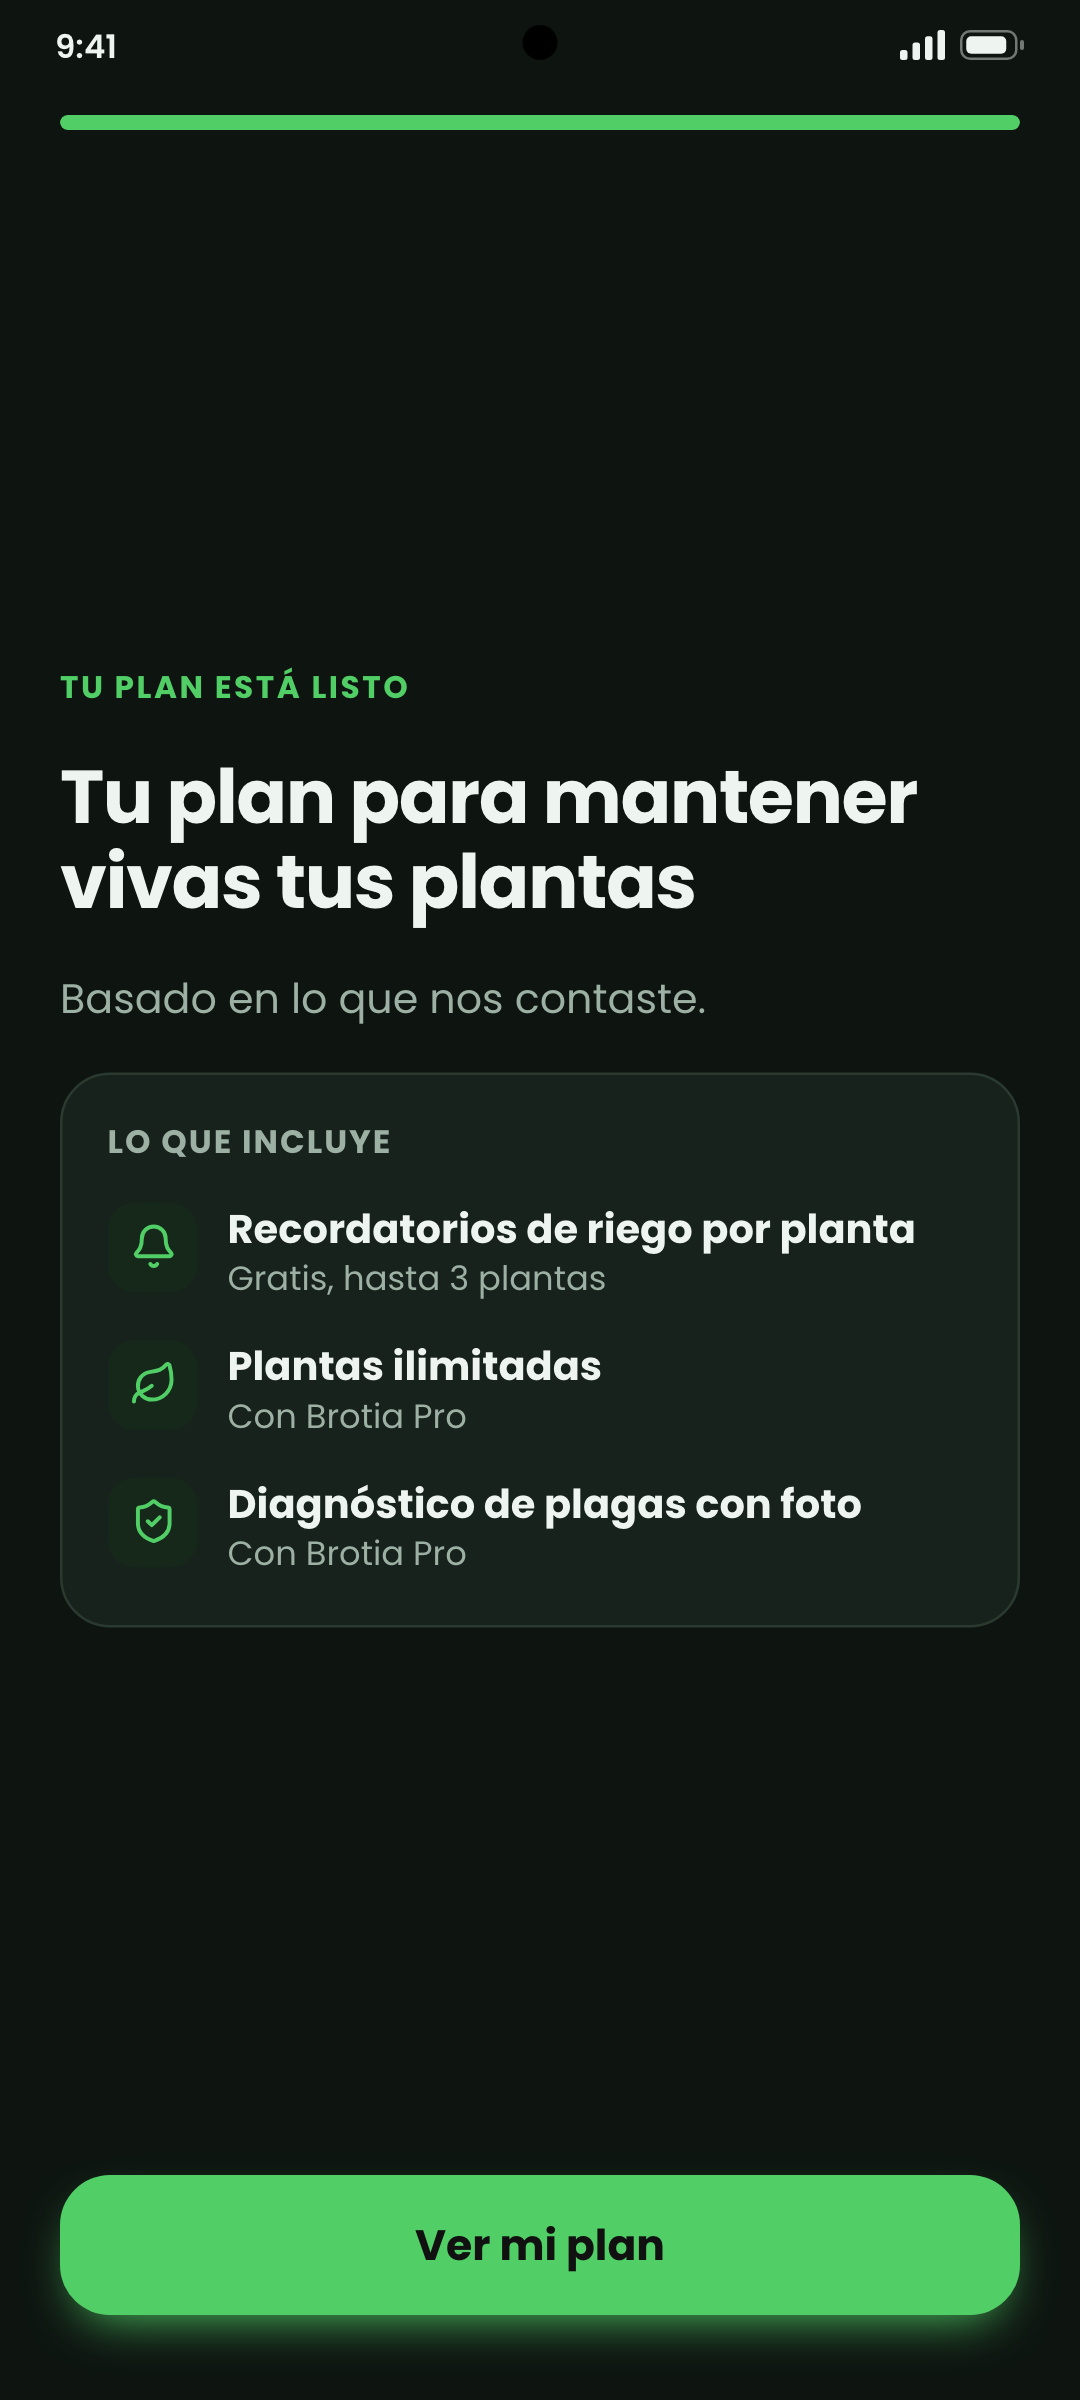 9:41
TU PLAN ESTÁ LISTO
Tu plan para mantener
vivas tus plantas
Basado en lo que nos contaste.
LO QUE INCLUYE
Recordatorios de riego por planta
Gratis, hasta 3 plantas
Plantas ilimitadas
Con Brotia Pro
Diagnóstico de plagas con foto
Con Brotia Pro
Ver mi plan